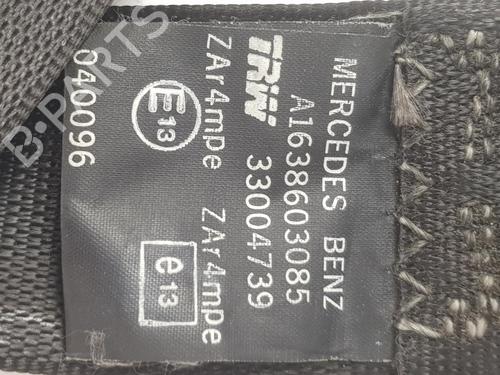 MERCEDES BENZ
A1638603085
TRW 33004739
ZAr4mpe ZAr4mpe
E13 e13
040096
B-PARTS